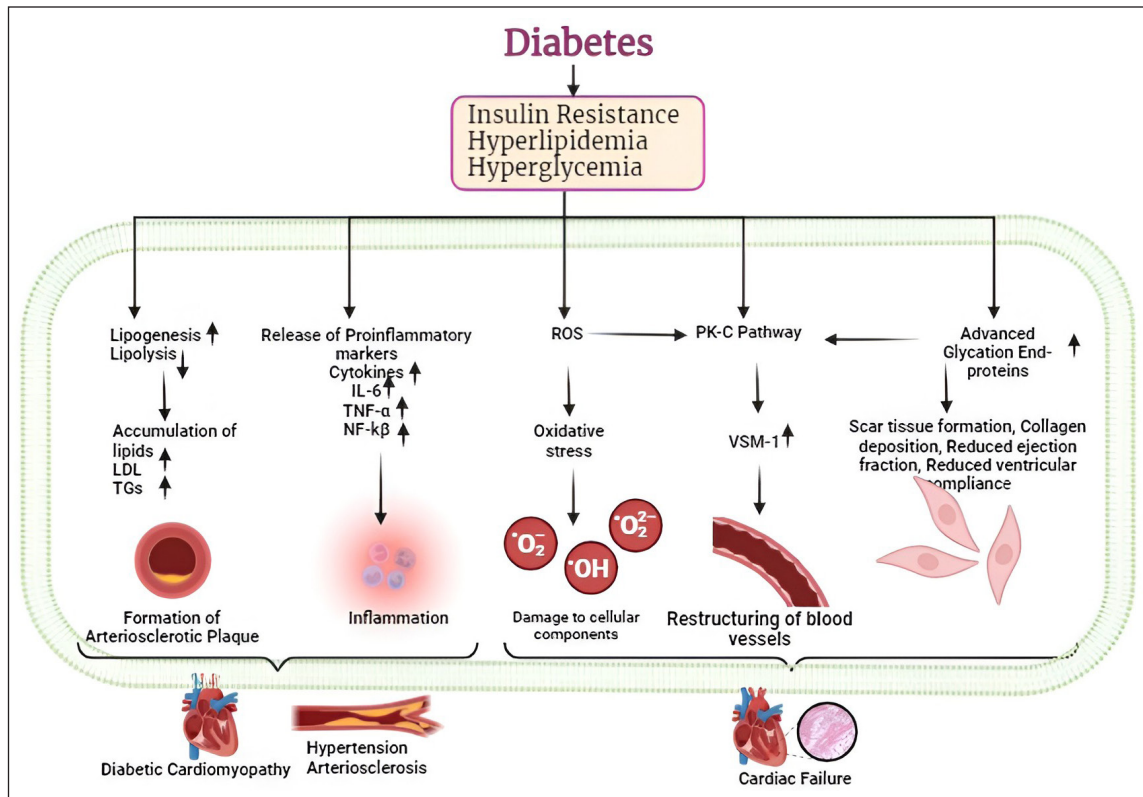 Diabetes
Insulin Resistance
Hyperlipidemia
Hyperglycemia
Lipogenesis
Lipolysis
Accumulation of
lipids
LDL
TGs
Formation of
Arteriosclerotic Plaque
Release of Proinflammatory
markers
Cytokines
IL-6
TNF-α
NF-kβ
Inflammation
ROS
Oxidative
stress
•O₂⁻
•OH
•O₂²⁻
Damage to cellular
components
PK-C Pathway
VSM-1
Restructuring of blood
vessels
Advanced
Glycation End-
proteins
Scar tissue formation, Collagen
deposition, Reduced ejection
fraction, Reduced ventricular
compliance
Diabetic Cardiomyopathy
Hypertension
Arteriosclerosis
Cardiac Failure